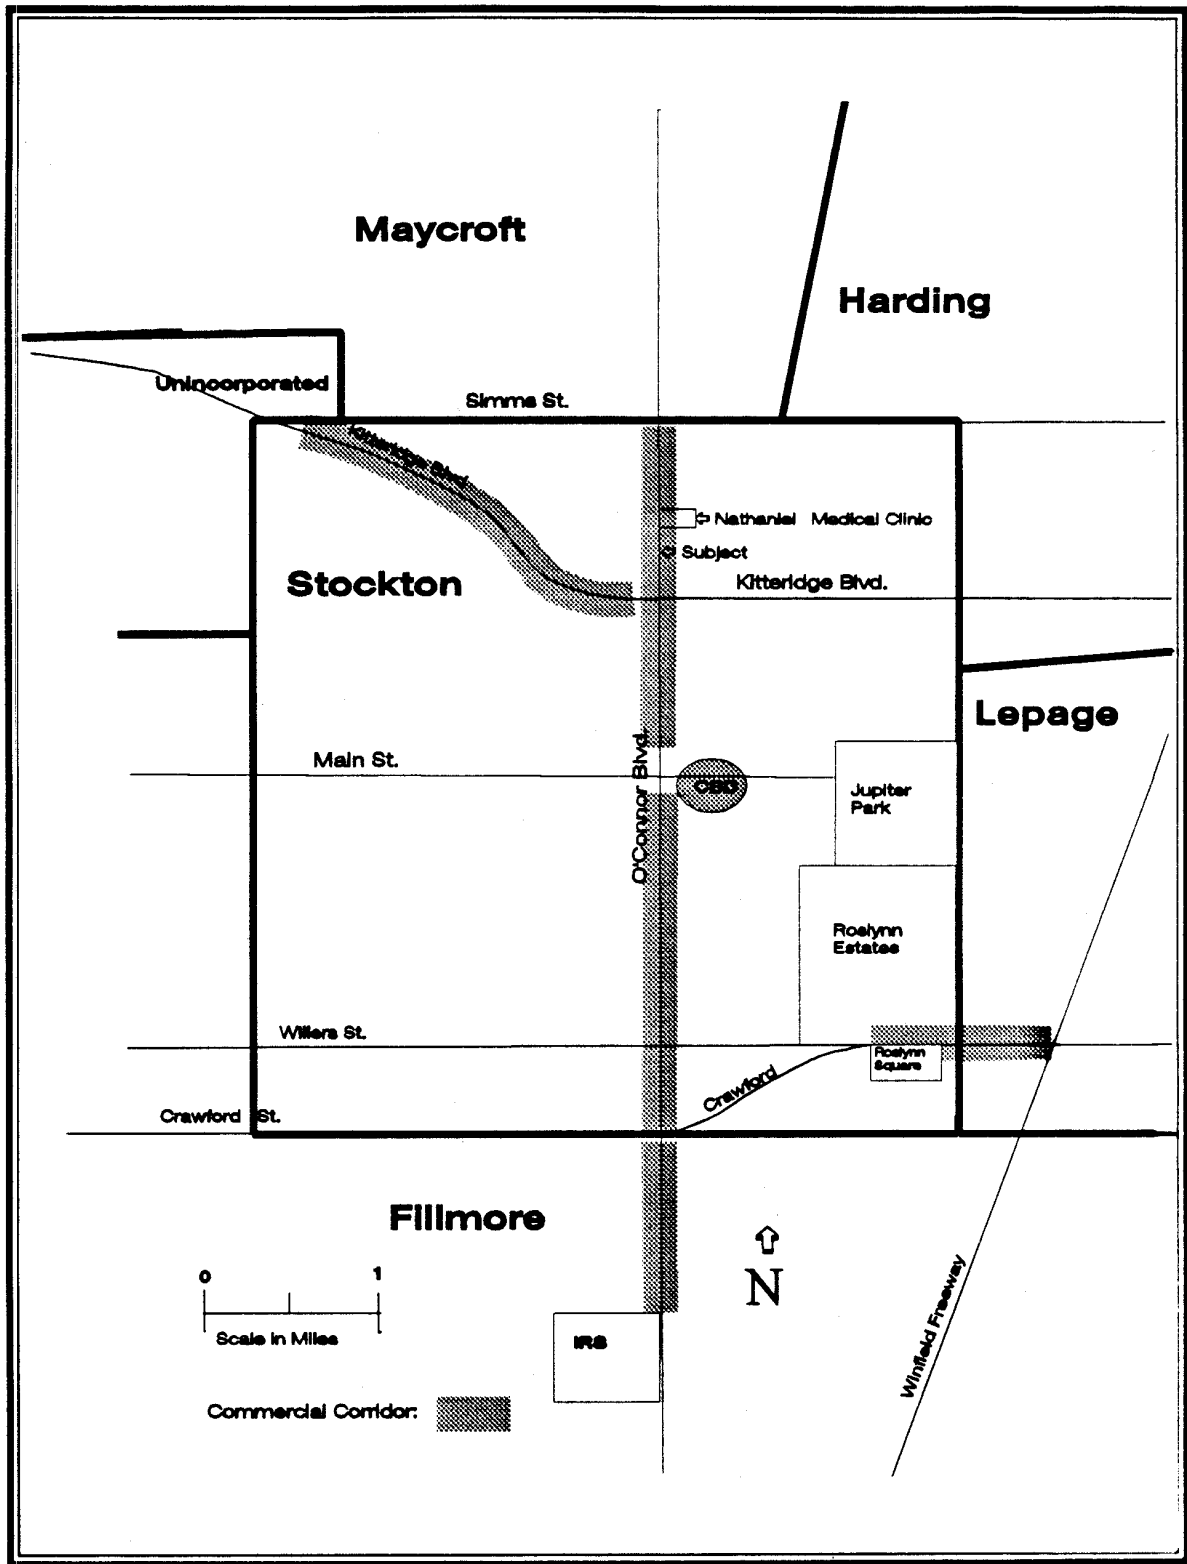 Maycroft
Harding
Unincorporated
Simms St.
Kitteridge Blvd.
Nathaniel Medical Clinic
Subject
Stockton
Kitteridge Blvd.
Lepage
Main St.
O'Connor Blvd.
CBD
Jupiter
Park
Roslynn
Estates
Willers St.
Roslynn
Square
Crawford
Crawford St.
Fillmore
0 1
Scale in Miles
N
IRS
Winfield Freeway
Commercial Corridor: